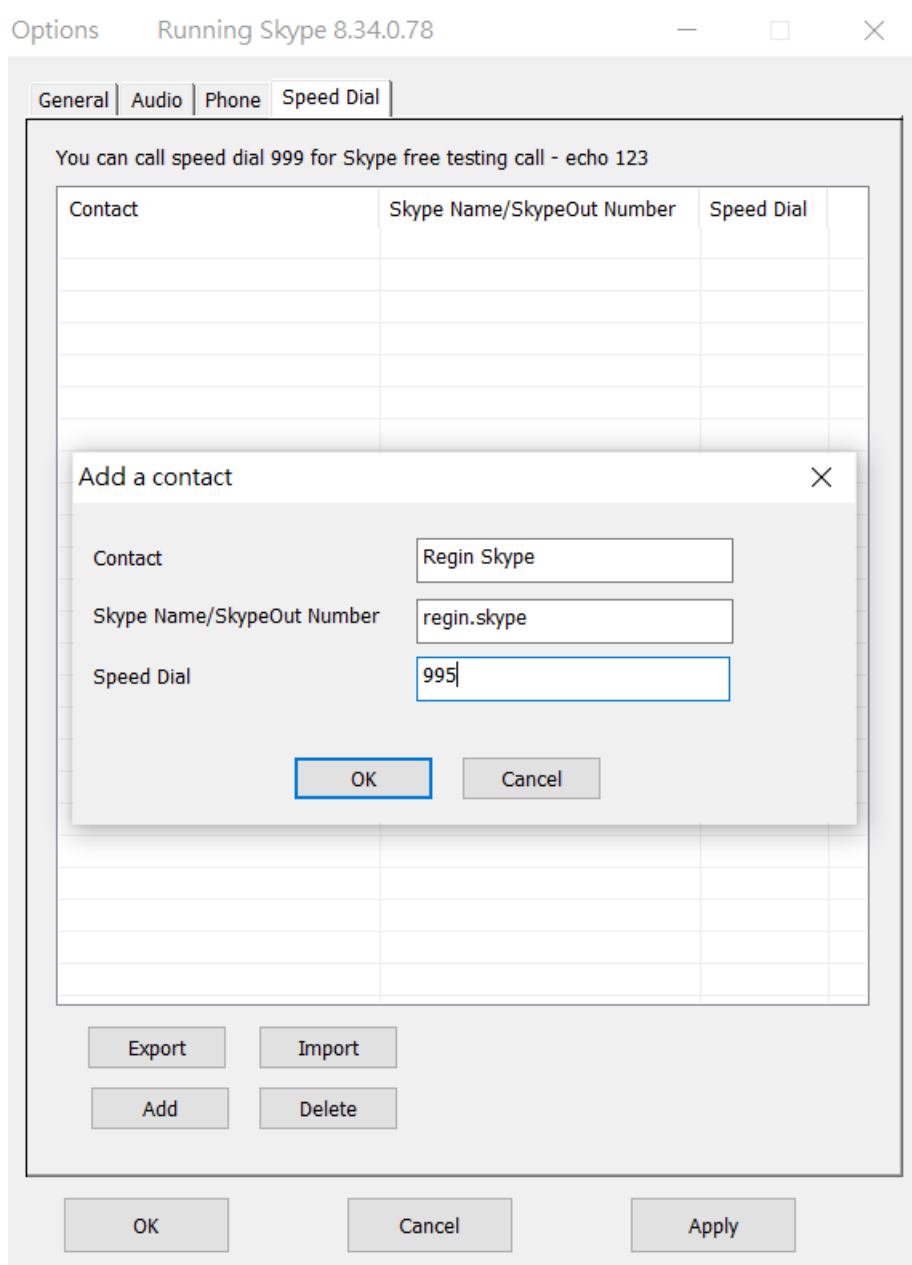 Options Running Skype 8.34.0.78
General Audio Phone Speed Dial
You can call speed dial 999 for Skype free testing call - echo 123
Contact Skype Name/SkypeOut Number Speed Dial
Add a contact
Contact Regin Skype
Skype Name/SkypeOut Number regin.skype
Speed Dial 995
OK Cancel
Export Import
Add Delete
OK Cancel Apply